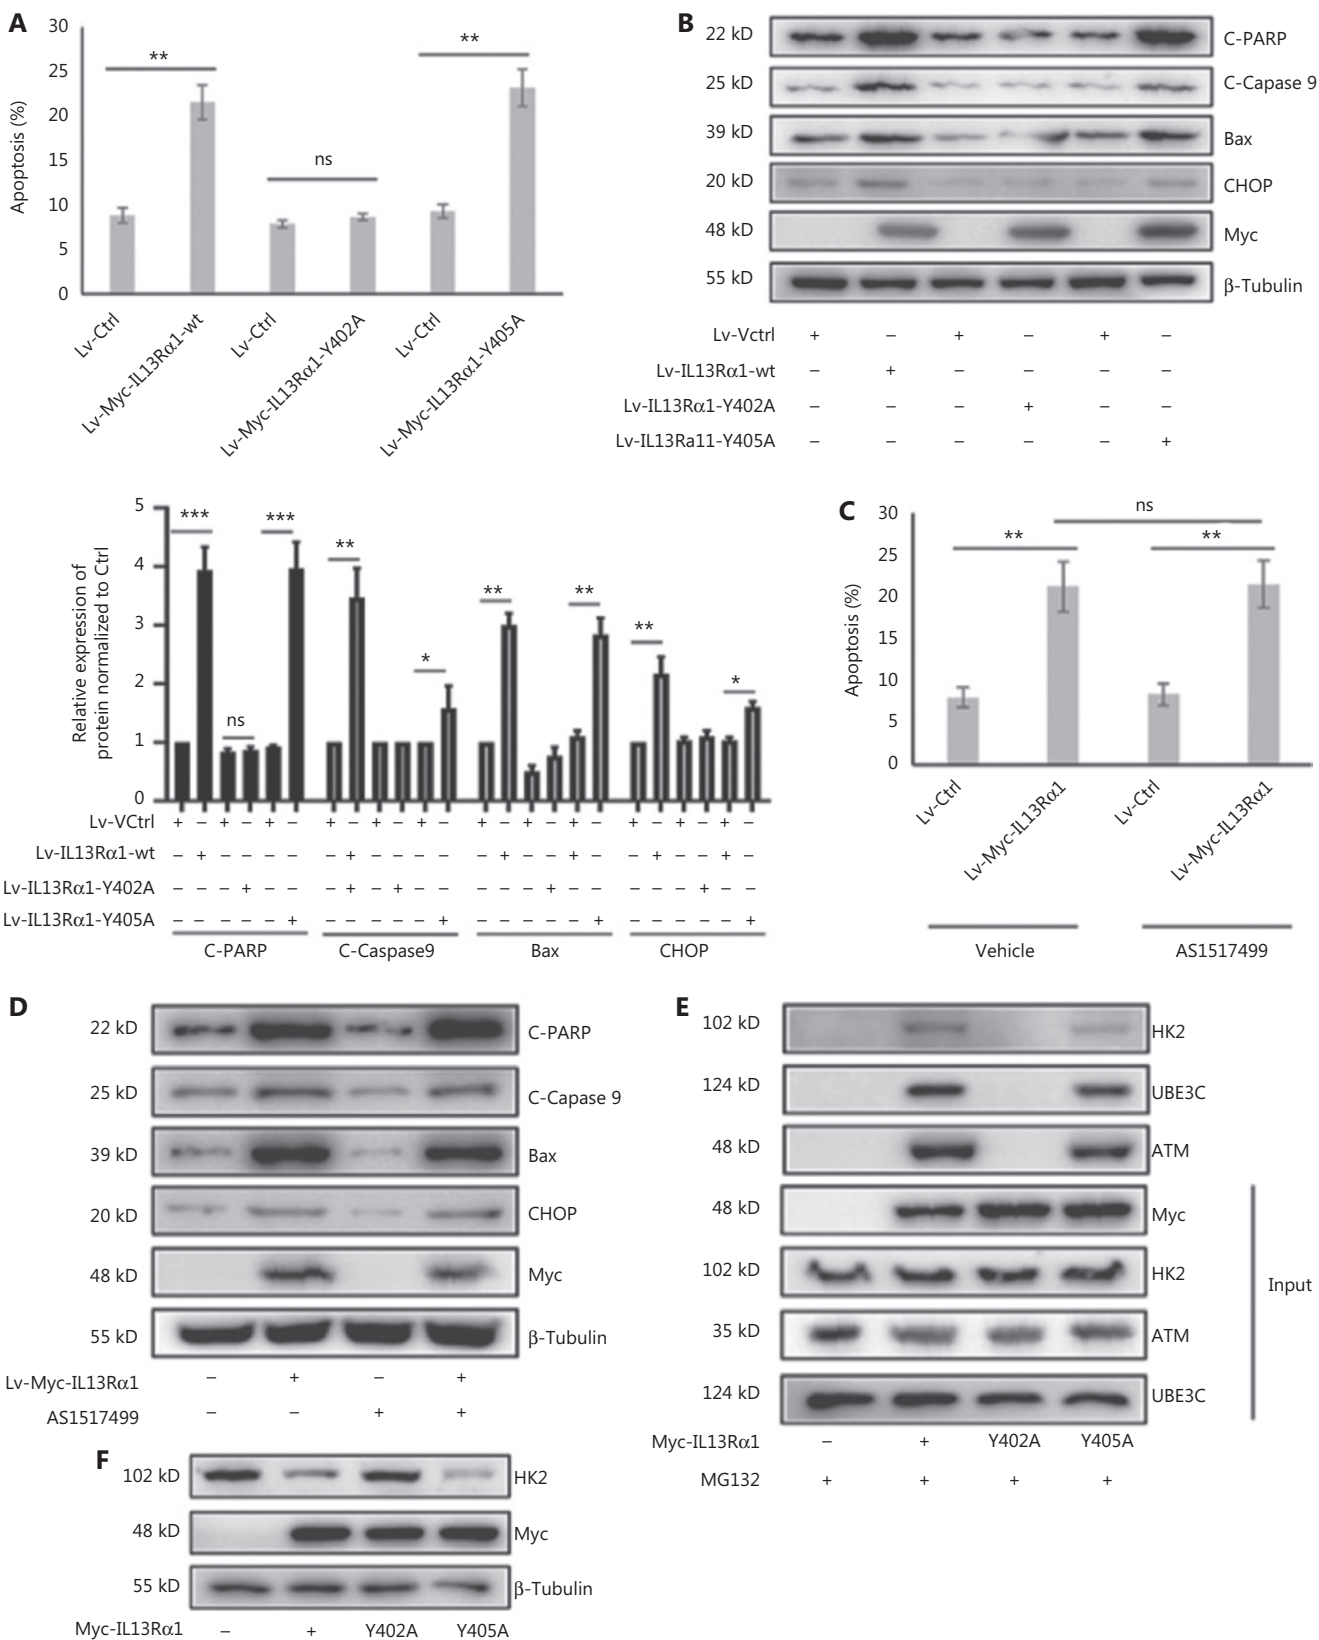 A
30
25
20
15
10
5
0
Apoptosis (%)
**
ns
**
Lv-Ctrl
Lv-Myc-IL13Rα1-wt
Lv-Ctrl
Lv-Myc-IL13Rα1-Y402A
Lv-Ctrl
Lv-Myc-IL13Rα1-Y405A
B
22 kD C-PARP
25 kD C-Capase 9
39 kD Bax
20 kD CHOP
48 kD Myc
55 kD β-Tubulin
Lv-Vctrl + – + – + –
Lv-IL13Rα1-wt – + – – – –
Lv-IL13Rα1-Y402A – – – + – –
Lv-IL13Ra11-Y405A – – – – – +
5
4
3
2
1
0
Relative expression of
protein normalized to Ctrl
*** ns *** ** * ** ** ** *
Lv-VCtrl + – + – + – + – + – + – + – + – + – + – + – + –
Lv-IL13Rα1-wt – + – – – – – + – – – – – + – – + – – + – – + –
Lv-IL13Rα1-Y402A – – – + – – – + – + – – – – – + – – – – – + – –
Lv-IL13Rα1-Y405A – – – – – + – – – – – + – – – – – + – – – – – +
C-PARP C-Caspase9 Bax CHOP
C
30
25
20
15
10
5
0
Apoptosis (%)
ns
** **
Lv-Ctrl
Lv-Myc-IL13Rα1
Lv-Ctrl
Lv-Myc-IL13Rα1
Vehicle AS1517499
D
22 kD C-PARP
25 kD C-Capase 9
39 kD Bax
20 kD CHOP
48 kD Myc
55 kD β-Tubulin
Lv-Myc-IL13Rα1 – + – +
AS1517499 – – + +
E
102 kD HK2
124 kD UBE3C
48 kD ATM
48 kD Myc
102 kD HK2
35 kD ATM
124 kD UBE3C
Input
Myc-IL13Rα1 – + Y402A Y405A
MG132 + + + +
F
102 kD HK2
48 kD Myc
55 kD β-Tubulin
Myc-IL13Rα1 – + Y402A Y405A